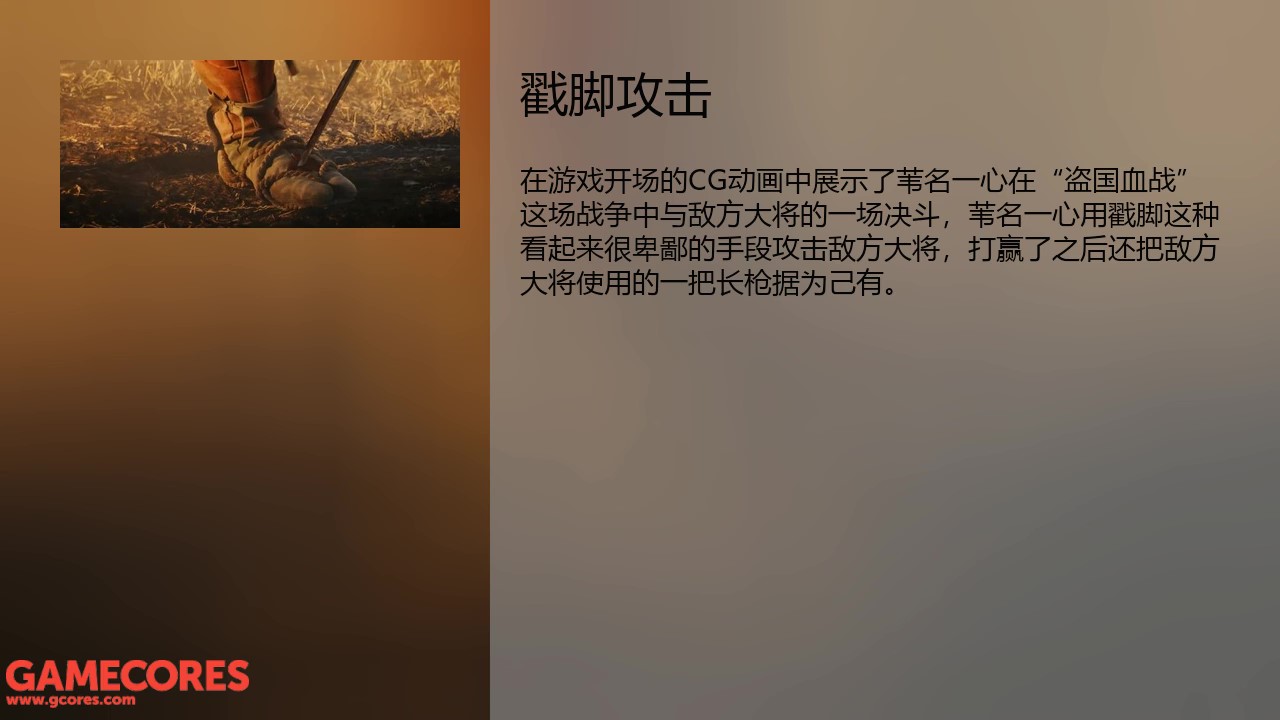 戳脚攻击
在游戏开场的CG动画中展示了苇名一心在“盗国血战”
这场战争中与敌方大将的一场决斗，苇名一心用戳脚这种
看起来很卑鄙的手段攻击敌方大将，打赢了之后还把敌方
大将使用的一把长枪据为己有。
GAMECORES
www.gcores.com